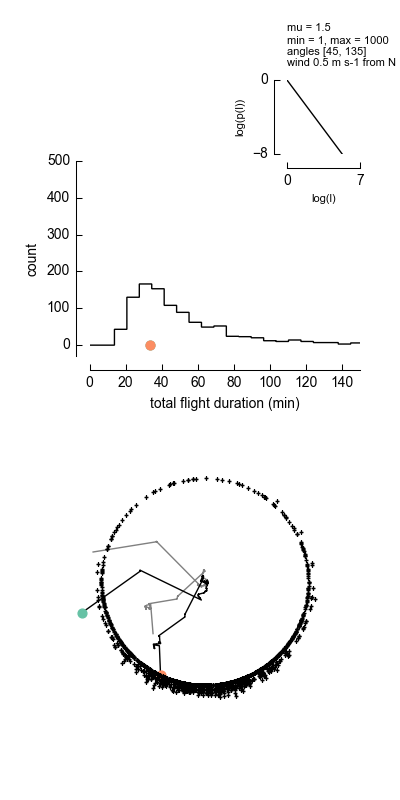 mu = 1.5
min = 1, max = 1000
angles [45, 135]
wind 0.5 m s-1 from N
0
log(p(l))
−8
0 7
log(l)
500
400
300
count
200
100
0
0 20 40 60 80 100 120 140
total flight duration (min)